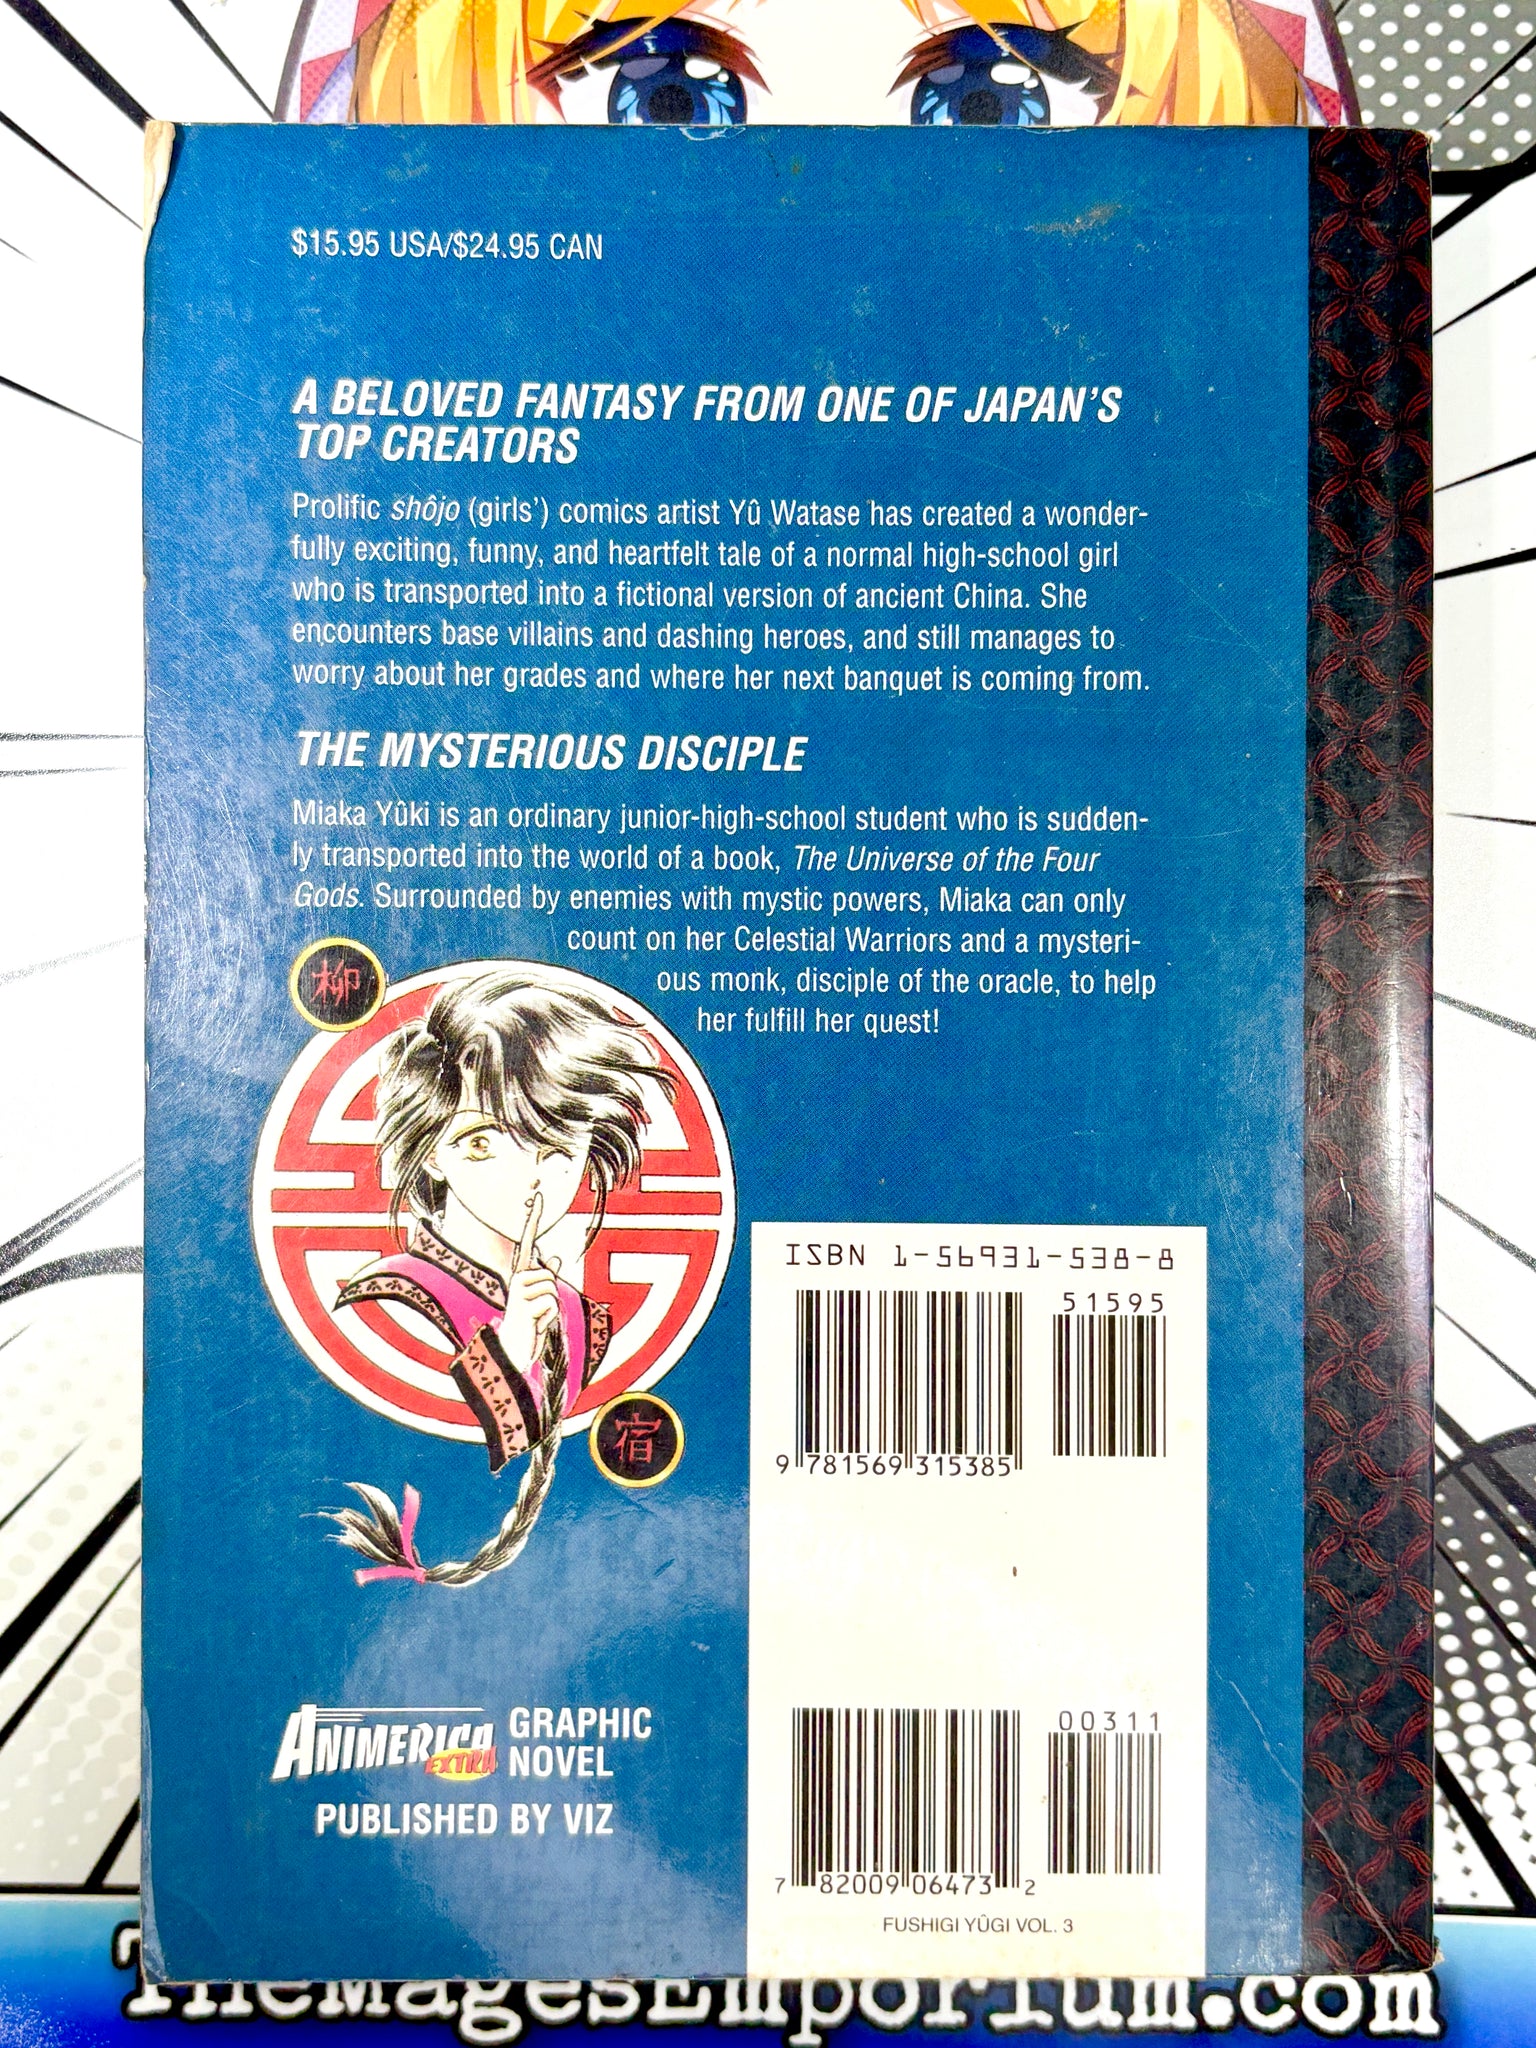 $15.95 USA/$24.95 CAN
A BELOVED FANTASY FROM ONE OF JAPAN'S
TOP CREATORS
Prolific shôjo (girls') comics artist Yû Watase has created a wonder-
fully exciting, funny, and heartfelt tale of a normal high-school girl
who is transported into a fictional version of ancient China. She
encounters base villains and dashing heroes, and still manages to
worry about her grades and where her next banquet is coming from.
THE MYSTERIOUS DISCIPLE
Miaka Yûki is an ordinary junior-high-school student who is sudden-
ly transported into the world of a book, The Universe of the Four
Gods. Surrounded by enemies with mystic powers, Miaka can only
count on her Celestial Warriors and a mysteri-
ous monk, disciple of the oracle, to help
her fulfill her quest!
柳
宿
ISBN 1-56931-538-8
51595
9 781569 315385
ANIMERICA EXTRA
GRAPHIC
NOVEL
PUBLISHED BY VIZ
00311
7 82009 06473 2
FUSHIGI YÛGI VOL. 3
TheMagesEmporium.com